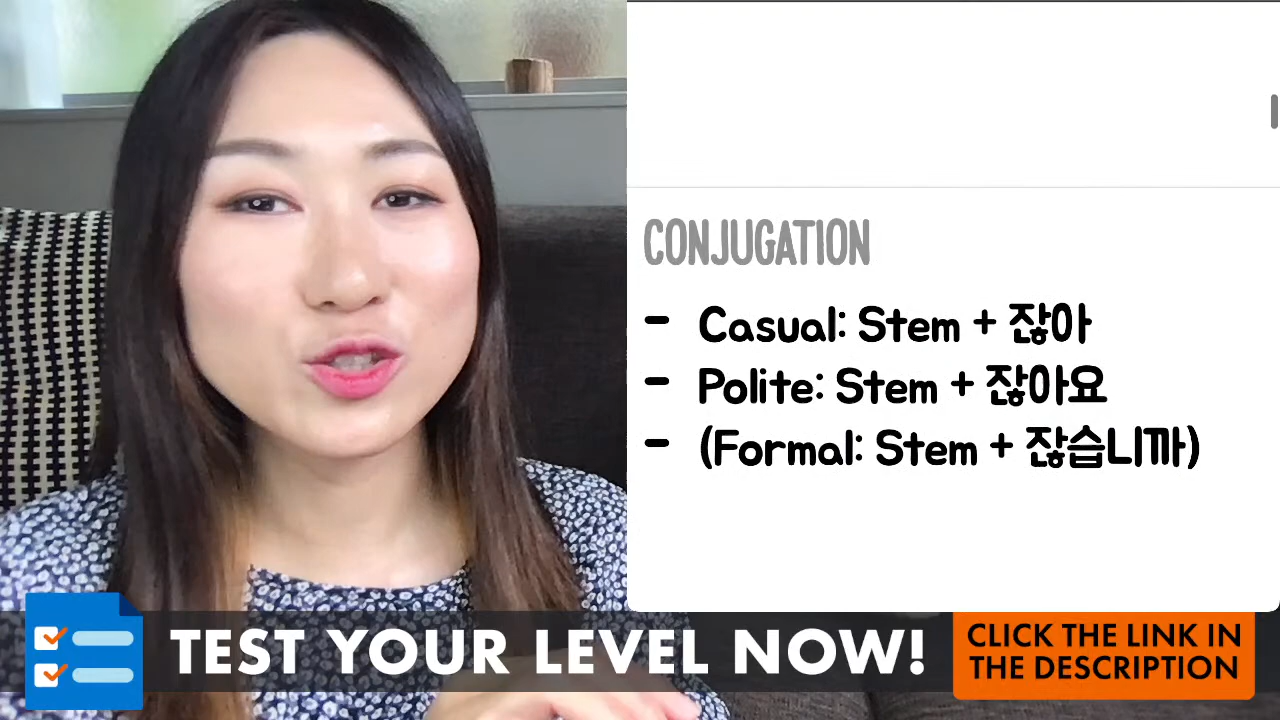 CONJUGATION
- Casual: Stem + 잖아
- Polite: Stem + 잖아요
- (Formal: Stem + 잖습니까)
TEST YOUR LEVEL NOW!
CLICK THE LINK IN
THE DESCRIPTION